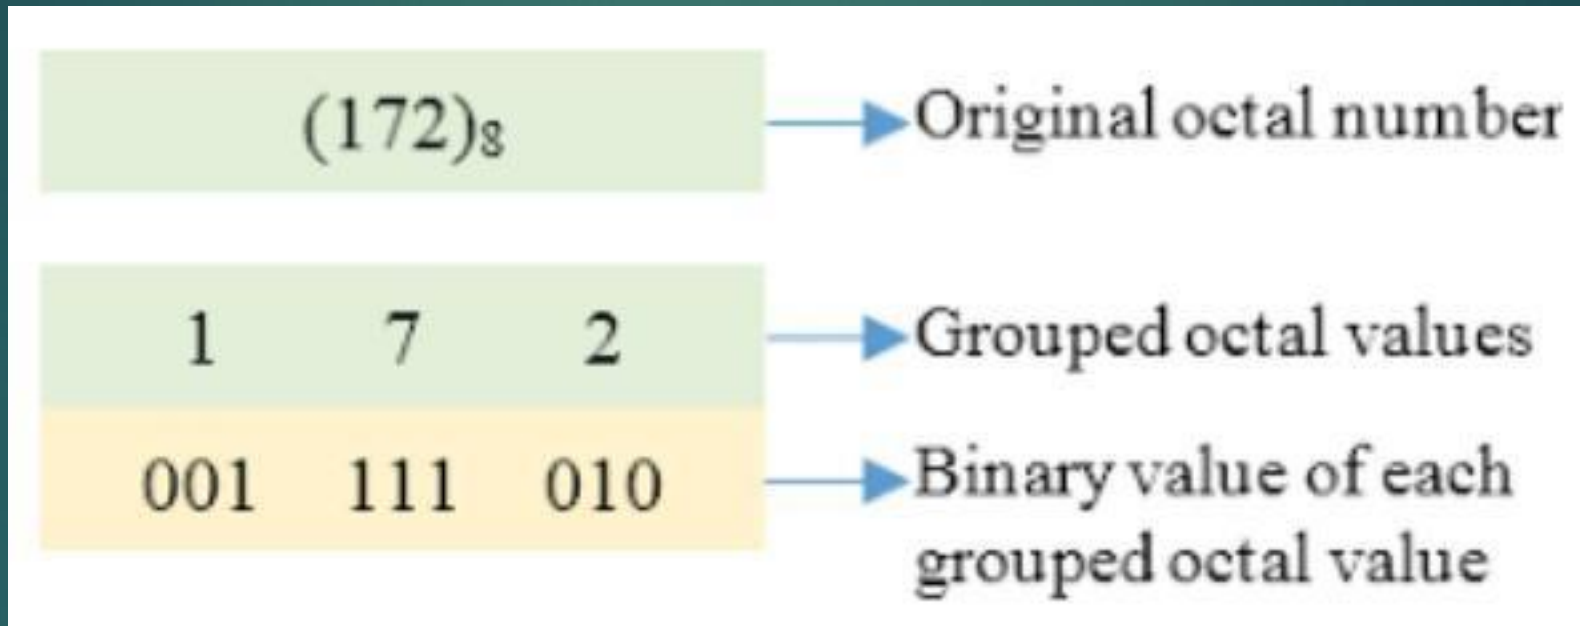 (172)₈ Original octal number
1 7 2 Grouped octal values
001 111 010 Binary value of each
grouped octal value